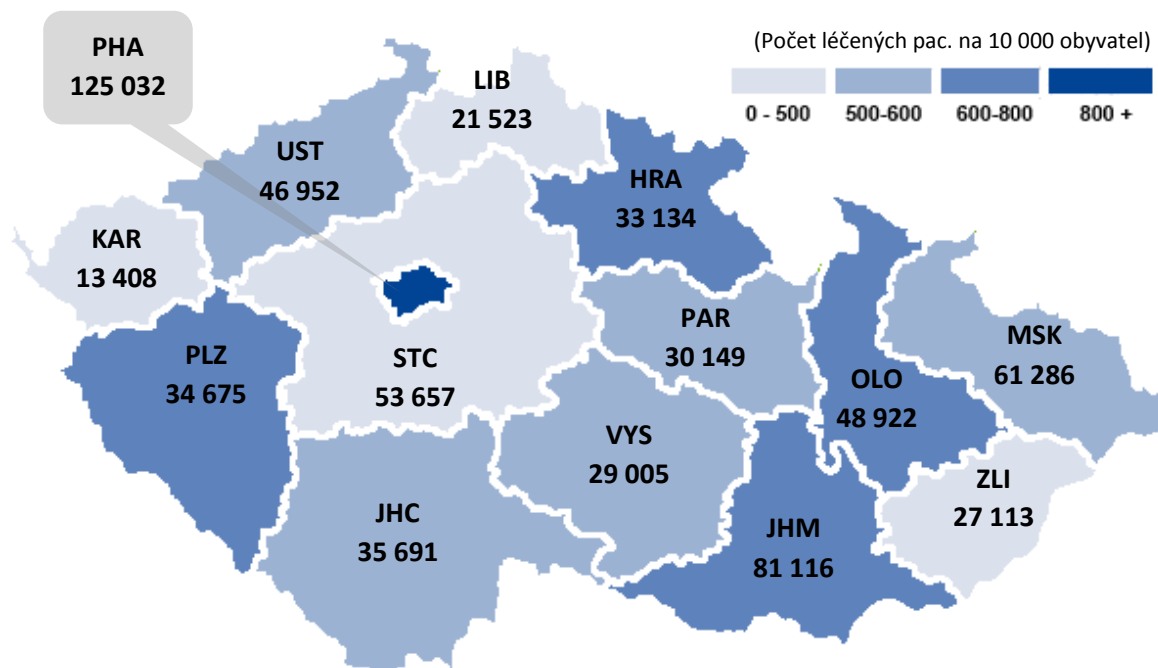 PHA
125 032
(Počet léčených pac. na 10 000 obyvatel)
0 - 500
500-600
600-800
800 +
LIB
21 523
UST
46 952
HRA
33 134
KAR
13 408
PAR
30 149
MSK
61 286
PLZ
34 675
STC
53 657
OLO
48 922
VYS
29 005
ZLI
27 113
JHC
35 691
JHM
81 116